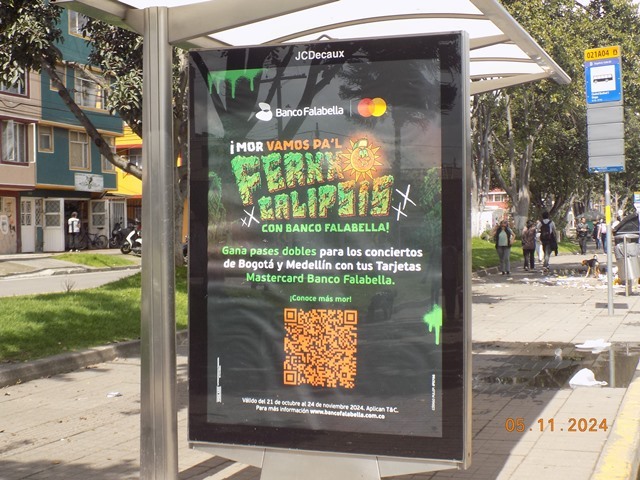 JCDecaux
Banco Falabella
¡MOR VAMOS PA'L
FERXX
CALIPSIS
CON BANCO FALABELLA!
Gana pases dobles para los conciertos
de Bogotá y Medellín con tus Tarjetas
Mastercard Banco Falabella.
¡Conoce más mor!
Válido del 21 de octubre al 24 de noviembre 2024. Aplican T&C.
Para más información www.bancofalabella.com.co
021A04 B
05.11.2024